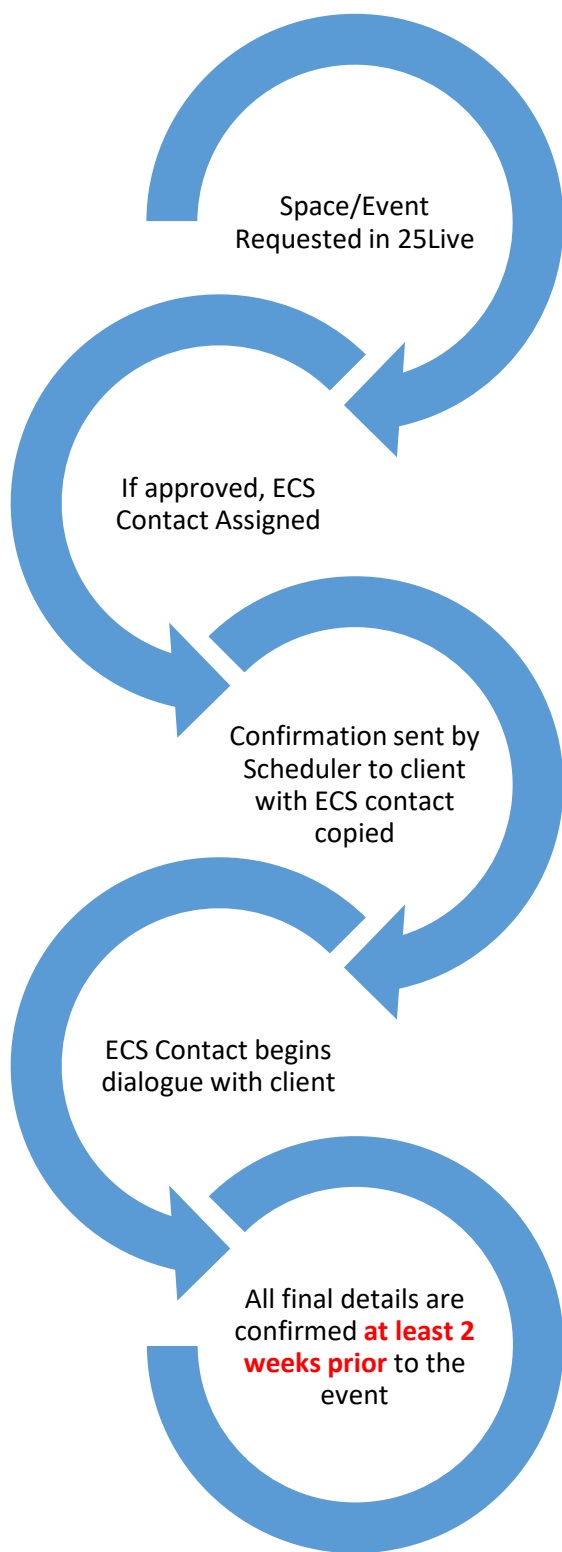 Space/Event
Requested in 25Live
If approved, ECS
Contact Assigned
Confirmation sent by
Scheduler to client
with ECS contact
copied
ECS Contact begins
dialogue with client
All final details are
confirmed at least 2
weeks prior to the
event